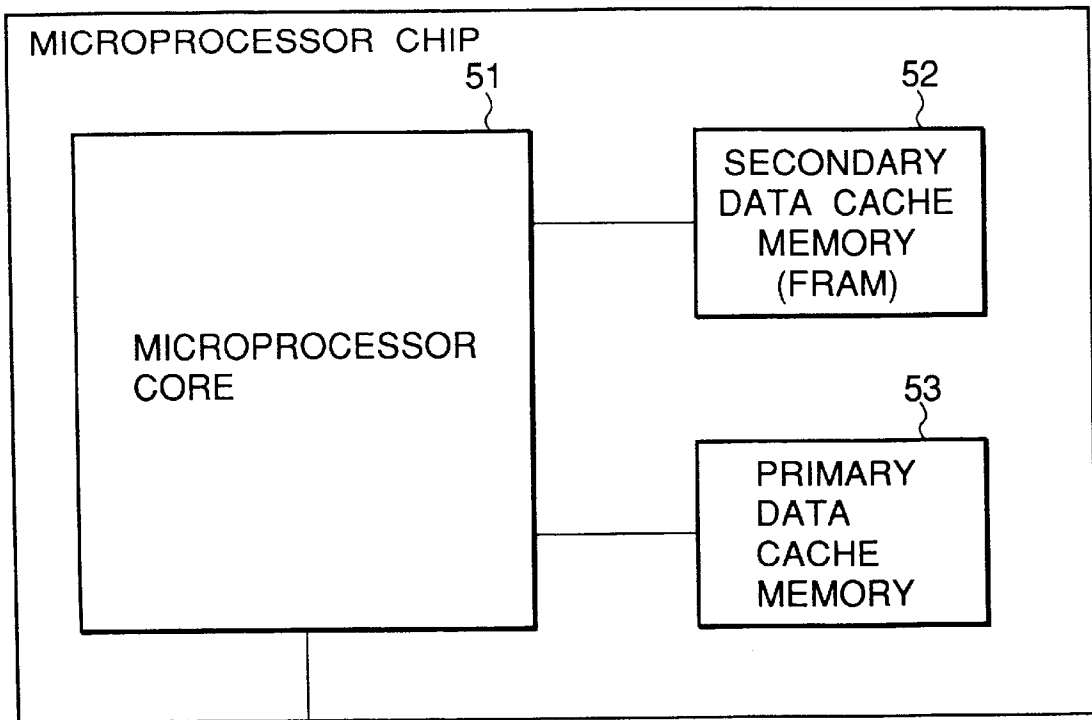 MICROPROCESSOR CHIP
51
MICROPROCESSOR
CORE
52
SECONDARY
DATA CACHE
MEMORY
(FRAM)
53
PRIMARY
DATA
CACHE
MEMORY